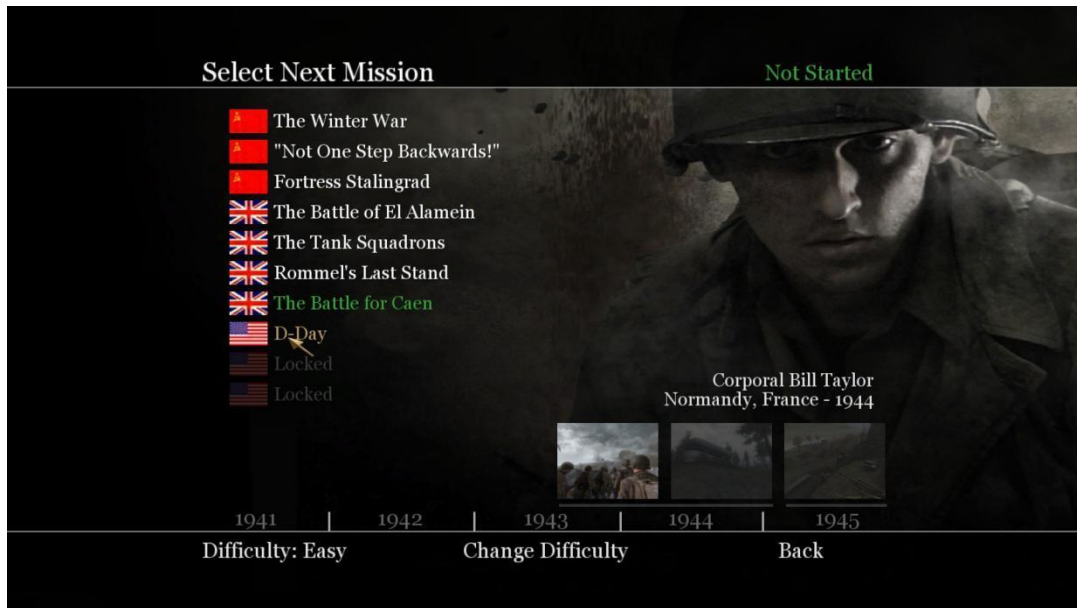 Select Next Mission
Not Started
The Winter War
"Not One Step Backwards!"
Fortress Stalingrad
The Battle of El Alamein
The Tank Squadrons
Rommel's Last Stand
The Battle for Caen
D-Day
Locked
Locked
Corporal Bill Taylor
Normandy, France - 1944
1941 | 1942 | 1943 | 1944 | 1945
Difficulty: Easy
Change Difficulty
Back